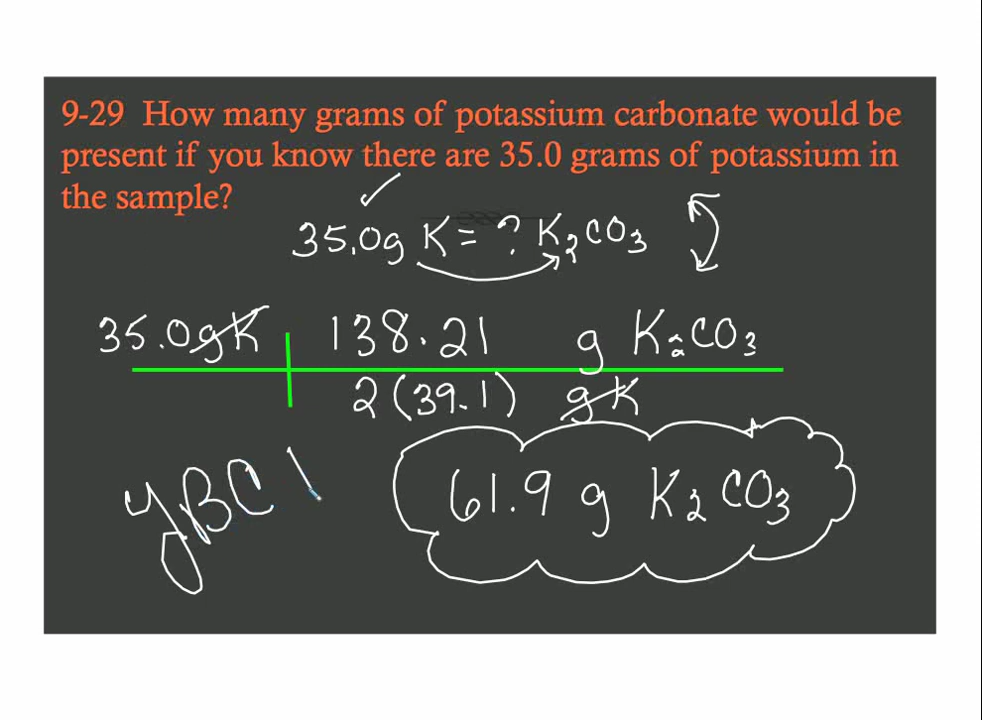 9-29 How many grams of potassium carbonate would be
present if you know there are 35.0 grams of potassium in
the sample?
35.0g K = ? K₂CO₃
35.0gK 138.21 g K₂CO₃
2(39.1) gK
61.9 g K₂CO₃
yBC